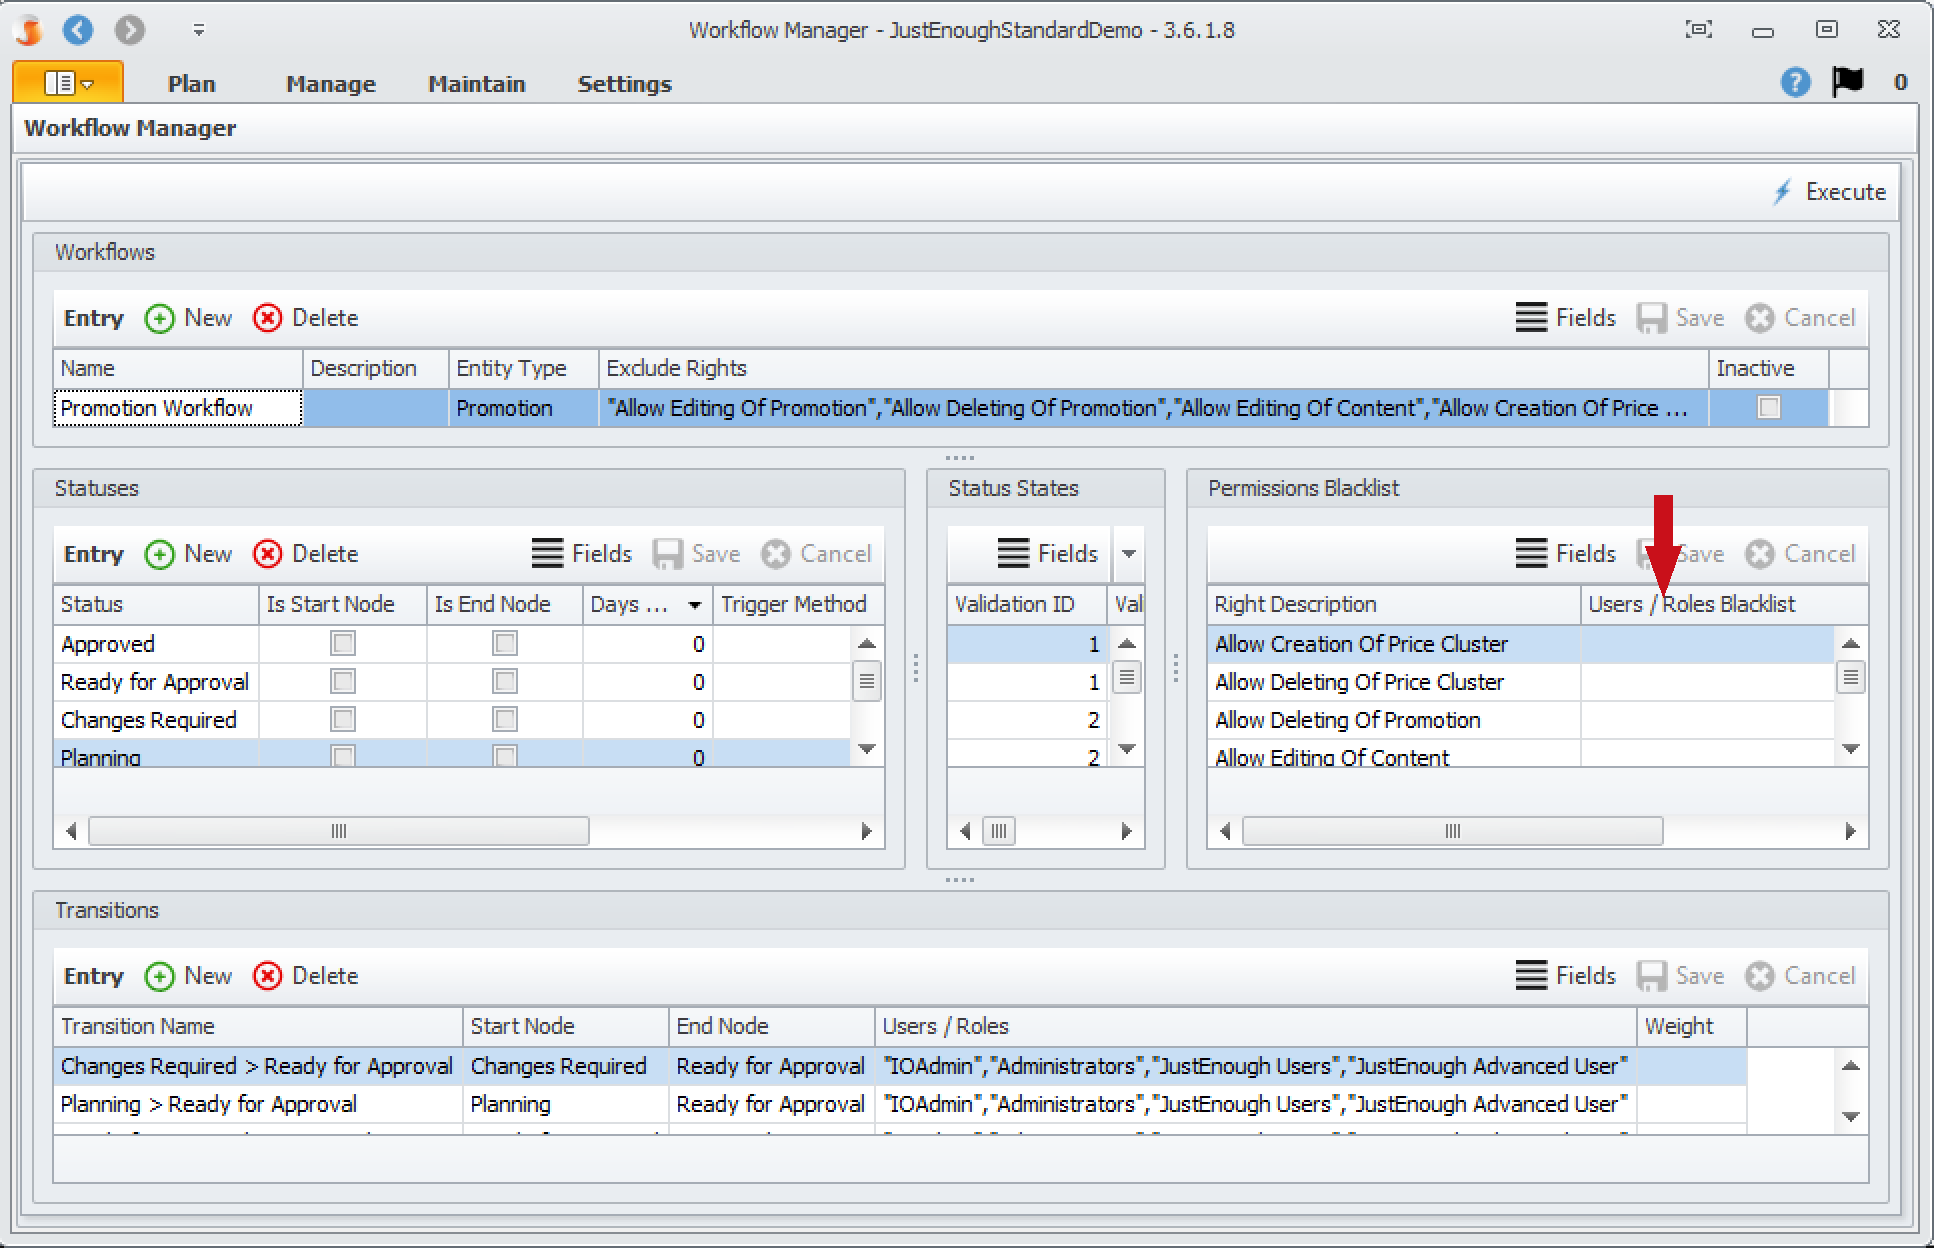 Workflow Manager - JustEnoughStandardDemo - 3.6.1.8
Plan Manage Maintain Settings ? 0
Workflow Manager
Execute
Workflows
Entry New Delete Fields Save Cancel
Name Description Entity Type Exclude Rights Inactive
Promotion Workflow Promotion "Allow Editing Of Promotion","Allow Deleting Of Promotion","Allow Editing Of Content","Allow Creation Of Price ...
Statuses
Entry New Delete Fields Save Cancel
Status Is Start Node Is End Node Days ... Trigger Method
Approved 0
Ready for Approval 0
Changes Required 0
Planning 0
Status States
Fields
Validation ID Val
1
1
2
2
Permissions Blacklist
Fields Save Cancel
Right Description Users / Roles Blacklist
Allow Creation Of Price Cluster
Allow Deleting Of Price Cluster
Allow Deleting Of Promotion
Allow Editing Of Content
Transitions
Entry New Delete Fields Save Cancel
Transition Name Start Node End Node Users / Roles Weight
Changes Required > Ready for Approval Changes Required Ready for Approval "IOAdmin","Administrators","JustEnough Users","JustEnough Advanced User"
Planning > Ready for Approval Planning Ready for Approval "IOAdmin","Administrators","JustEnough Users","JustEnough Advanced User"